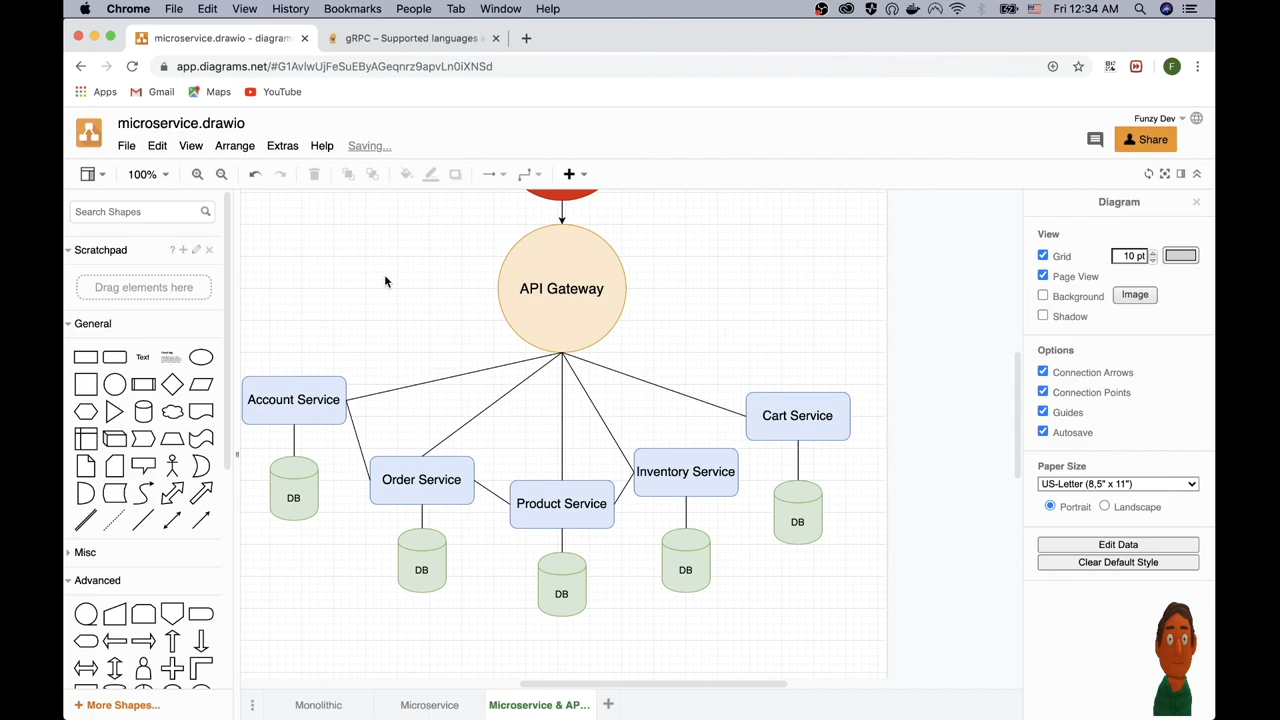 Chrome File Edit View History Bookmarks People Tab Window Help Fri 12:34 AM
microservice.drawio - diagram
gRPC – Supported languages
app.diagrams.net/#G1AvlwUjFeSuEByAGeqnrz9apvLn0iXNSd
F
Apps Gmail Maps YouTube
microservice.drawio
Funzy Dev
File Edit View Arrange Extras Help Saving...
Share
100%
Search Shapes
Scratchpad
?
Drag elements here
General
Text
Misc
Advanced
+ More Shapes...
API Gateway
Account Service
Order Service
Product Service
Inventory Service
Cart Service
DB
DB
DB
DB
DB
Diagram
View
Grid 10 pt
Page View
Background Image
Shadow
Options
Connection Arrows
Connection Points
Guides
Autosave
Paper Size
US-Letter (8,5" x 11")
Portrait Landscape
Edit Data
Clear Default Style
Monolithic Microservice Microservice & AP...